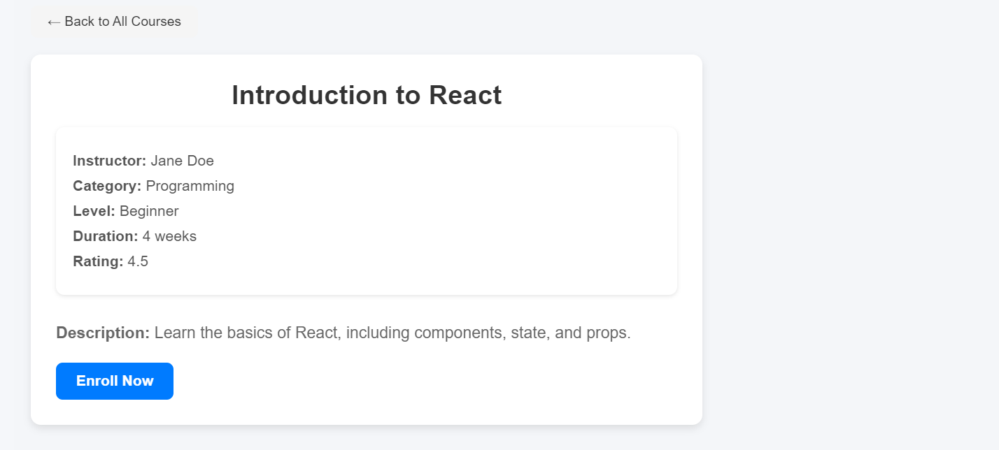 ← Back to All Courses
Introduction to React
Instructor: Jane Doe
Category: Programming
Level: Beginner
Duration: 4 weeks
Rating: 4.5
Description: Learn the basics of React, including components, state, and props.
Enroll Now